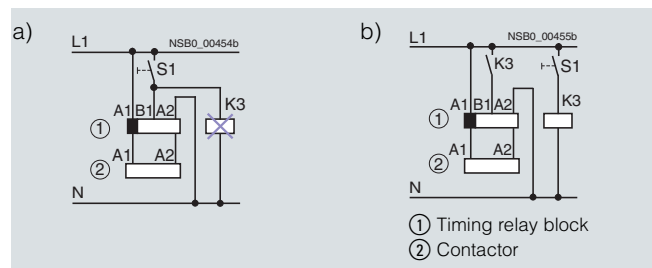 a)
L1 NSB0_00454b
S1
A1 B1 A2 K3
1
A1 A2
2
N
b)
L1 NSB0_00455b
K3 S1
A1 B1 A2 K3
1
A1 A2
2
N
1 Timing relay block
2 Contactor